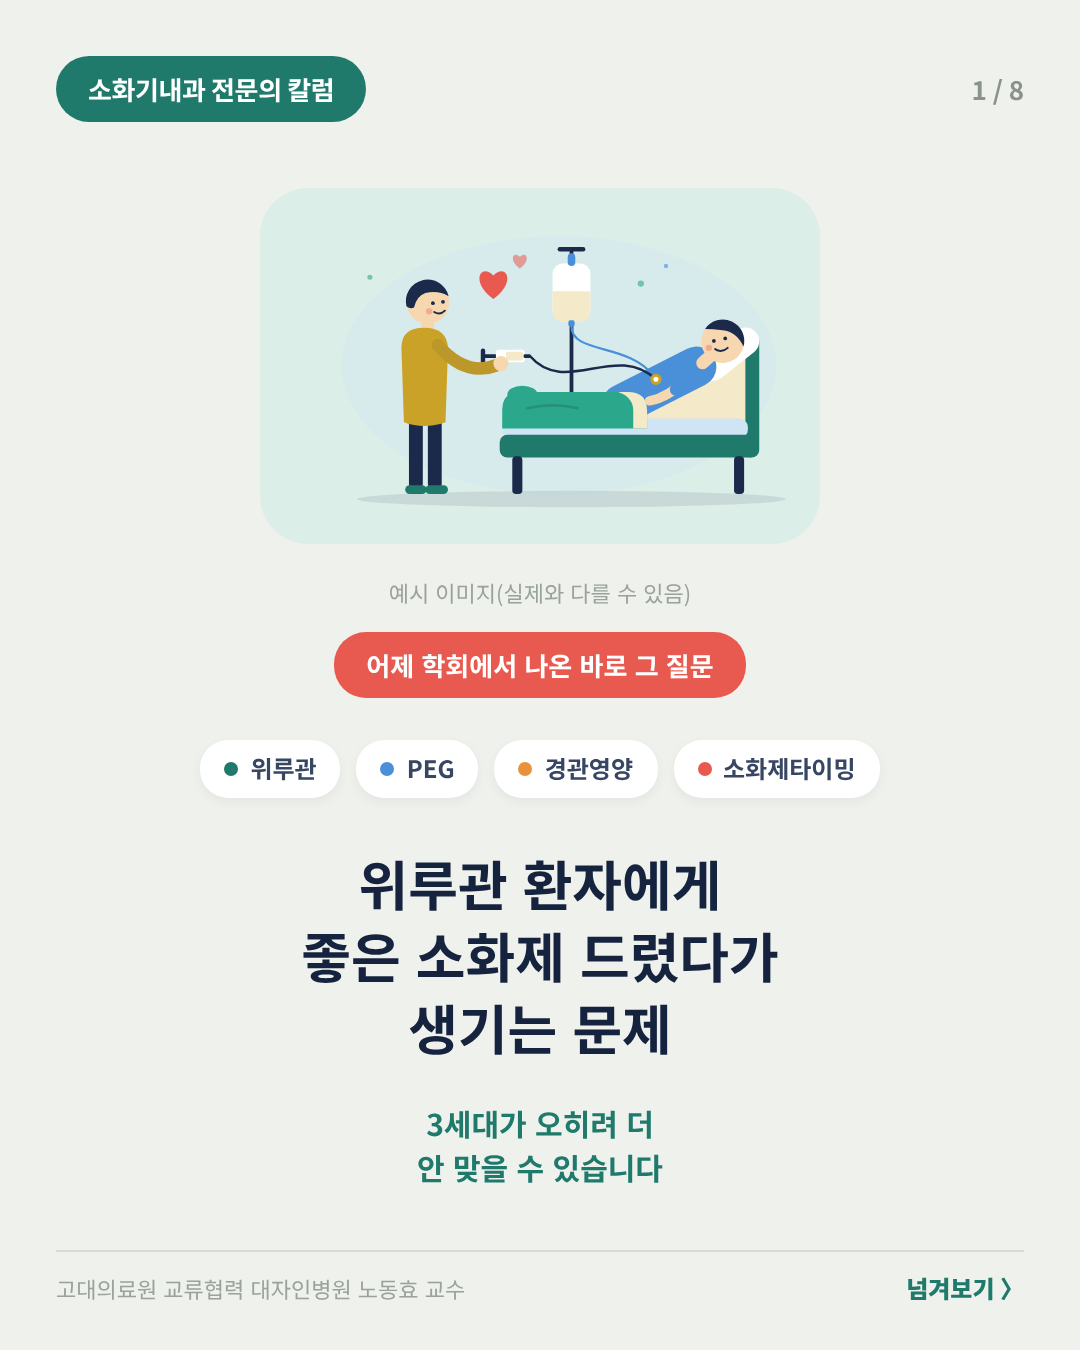 소화기내과 전문의 칼럼
1 / 8
예시 이미지(실제와 다를 수 있음)
어제 학회에서 나온 바로 그 질문
위루관
PEG
경관영양
소화제타이밍
위루관 환자에게
좋은 소화제 드렸다가
생기는 문제
3세대가 오히려 더
안 맞을 수 있습니다
고대의료원 교류협력 대자인병원 노동효 교수
넘겨보기 〉